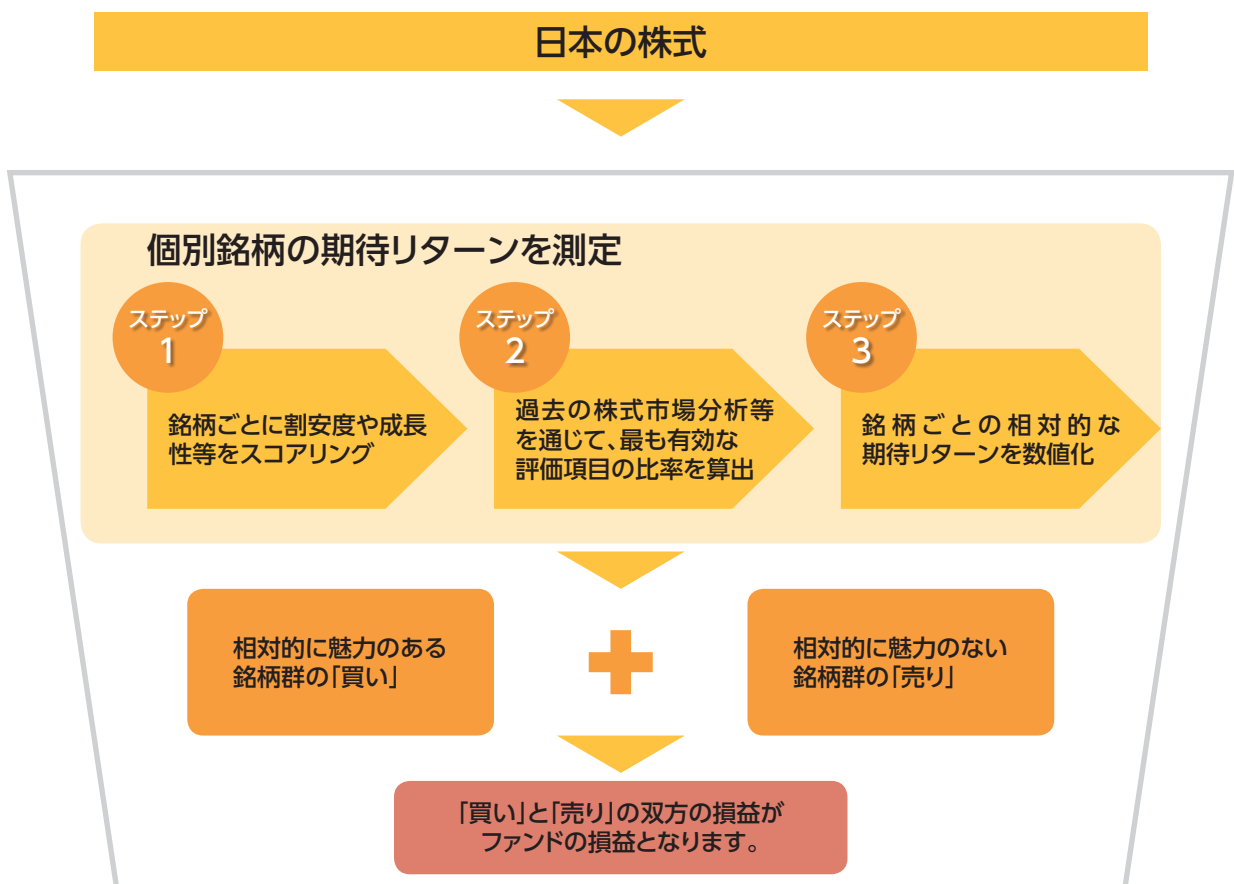 日本の株式
個別銘柄の期待リターンを測定
ステップ
1
銘柄ごとに割安度や成長
性等をスコアリング
ステップ
2
過去の株式市場分析等
を通じて、最も有効な
評価項目の比率を算出
ステップ
3
銘柄ごとの相対的な
期待リターンを数値化
相対的に魅力のある
銘柄群の「買い」
相対的に魅力のない
銘柄群の「売り」
「買い」と「売り」の双方の損益が
ファンドの損益となります。